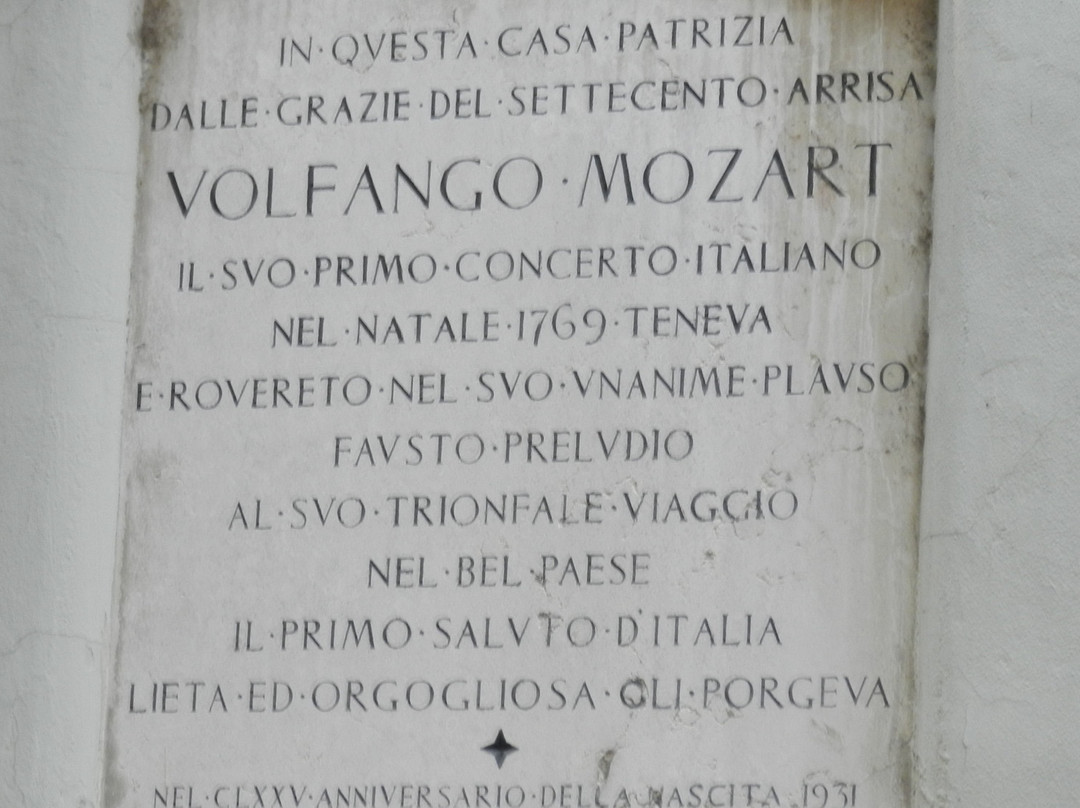 IN·QVESTA·CASA·PATRIZIA
DALLE·GRAZIE·DEL·SETTECENTO·ARRISA
VOLFANGO·MOZART
IL·SVO·PRIMO·CONCERTO·ITALIANO
NEL·NATALE·1769·TENEVA
E·ROVERETO·NEL·SVO·VNANIME·PLAVSO
FAVSTO·PRELVDIO
AL·SVO·TRIONFALE·VIAGGIO
NEL·BEL·PAESE
IL·PRIMO·SALVTO·D'ITALIA
LIETA·ED·ORGOGLIOSA·GLI·PORGEVA
NEL·CLXXV·ANNIVERSARIO·DELLA·NASCITA·1931